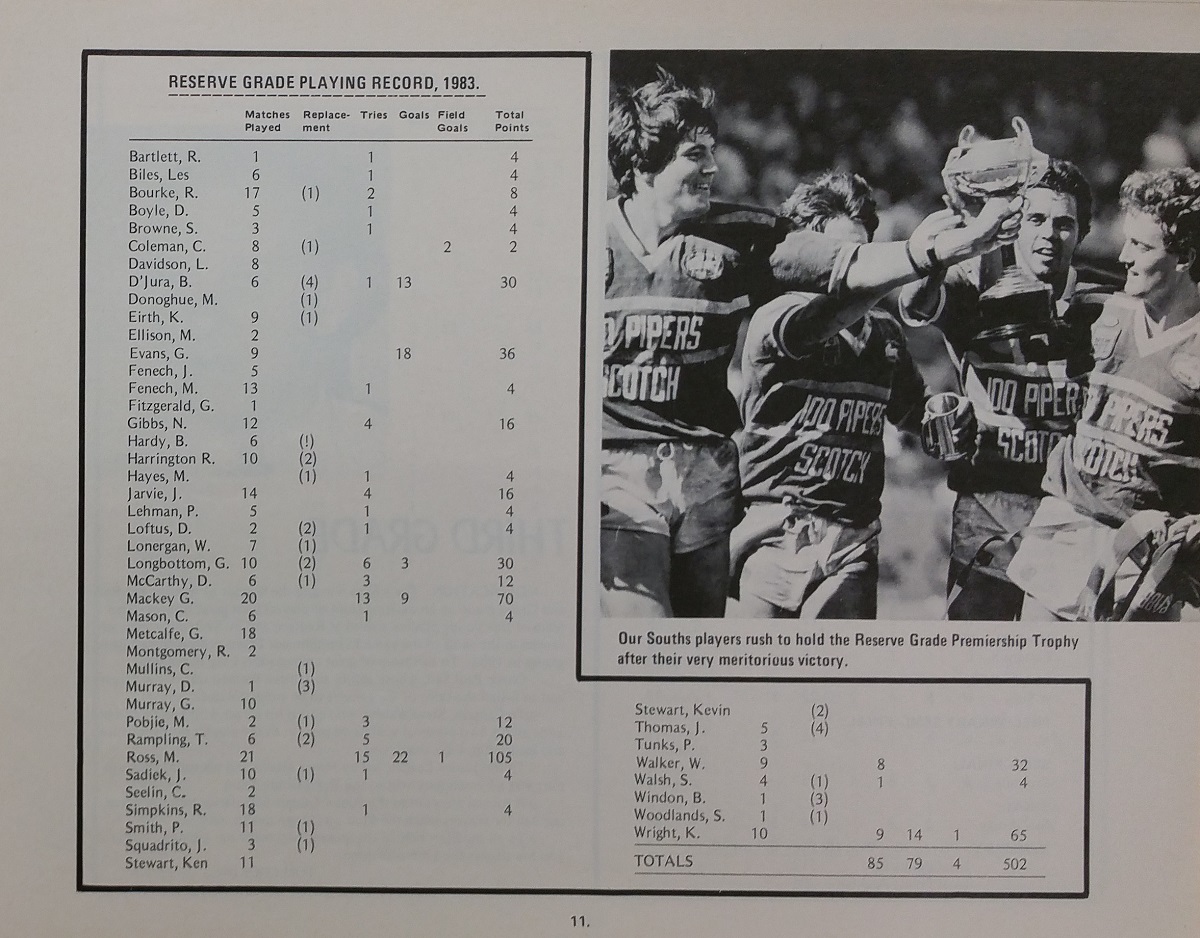 RESERVE GRADE PLAYING RECORD, 1983.
Matches Played Replace-ment Tries Goals Field Goals Total Points
Bartlett, R. 1 1 4
Biles, Les 6 1 4
Bourke, R. 17 (1) 2 8
Boyle, D. 5 1 4
Browne, S. 3 1 4
Coleman, C. 8 (1) 2 2
Davidson, L. 8
D'Jura, B. 6 (4) 1 13 30
Donoghue, M. (1)
Eirth, K. 9 (1)
Ellison, M. 2
Evans, G. 9 18 36
Fenech, J. 5
Fenech, M. 13 1 4
Fitzgerald, G. 1
Gibbs, N. 12 4 16
Hardy, B. 6 (!)
Harrington R. 10 (2)
Hayes, M. (1) 1 4
Jarvie, J. 14 4 16
Lehman, P. 5 1 4
Loftus, D. 2 (2) 1 4
Lonergan, W. 7 (1)
Longbottom, G. 10 (2) 6 3 30
McCarthy, D. 6 (1) 3 12
Mackey G. 20 13 9 70
Mason, C. 6 1 4
Metcalfe, G. 18
Montgomery, R. 2
Mullins, C. (1)
Murray, D. 1 (3)
Murray, G. 10
Pobjie, M. 2 (1) 3 12
Rampling, T. 6 (2) 5 20
Ross, M. 21 15 22 1 105
Sadiek, J. 10 (1) 1 4
Seelin, C. 2
Simpkins, R. 18 1 4
Smith, P. 11 (1)
Squadrito, J. 3 (1)
Stewart, Ken 11
PIPERS
SCOTCH
100 PIPERS
SCOTCH
100 PIPER
SCOTC
PIPERS
OTCH
Our Souths players rush to hold the Reserve Grade Premiership Trophy
after their very meritorious victory.
Stewart, Kevin (2)
Thomas, J. 5 (4)
Tunks, P. 3
Walker, W. 9 8 32
Walsh, S. 4 (1) 1 4
Windon, B. 1 (3)
Woodlands, S. 1 (1)
Wright, K. 10 9 14 1 65
TOTALS 85 79 4 502
11.